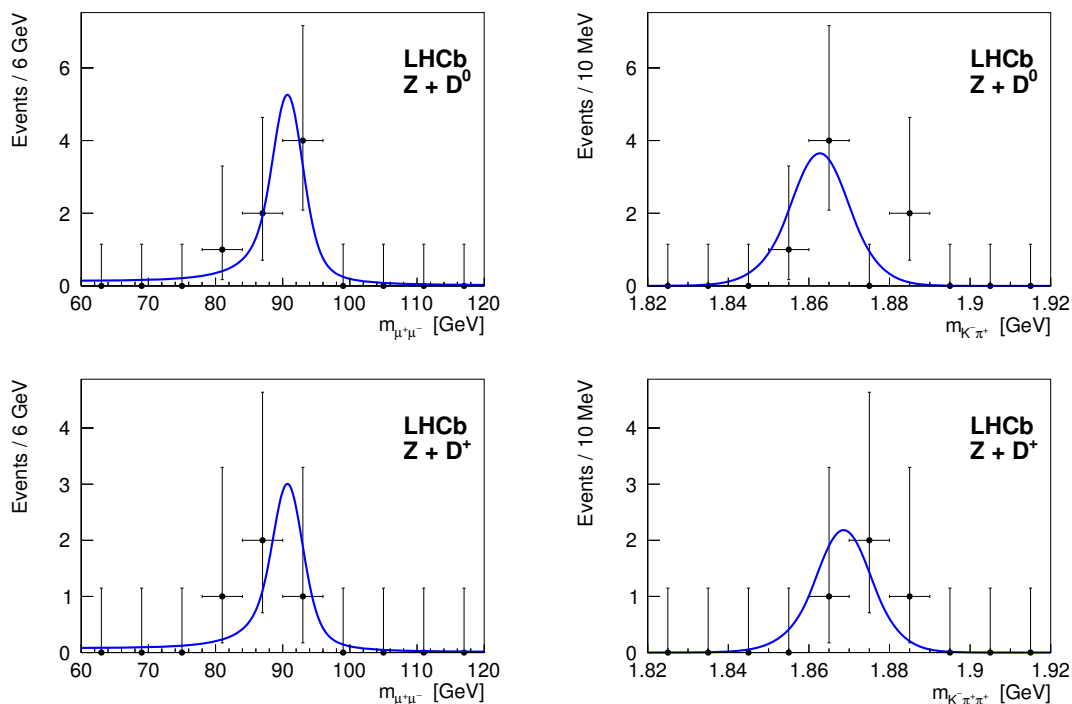 Events / 6 GeV
6
4
2
0
LHCb
Z + D⁰
60 70 80 90 100 110 120
m_μ⁺μ⁻ [GeV]
Events / 10 MeV
6
4
2
0
LHCb
Z + D⁰
1.82 1.84 1.86 1.88 1.9 1.92
m_K⁻π⁺ [GeV]
Events / 6 GeV
4
3
2
1
0
LHCb
Z + D⁺
60 70 80 90 100 110 120
m_μ⁺μ⁻ [GeV]
Events / 10 MeV
4
3
2
1
0
LHCb
Z + D⁺
1.82 1.84 1.86 1.88 1.9 1.92
m_K⁻π⁺π⁺ [GeV]